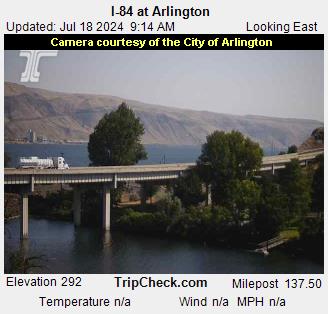 I-84 at Arlington
Updated: Jul 18 2024 9:14 AM Looking East
Camera courtesy of the City of Arlington
Elevation 292 TripCheck.com Milepost 137.50
Temperature n/a Wind n/a MPH n/a